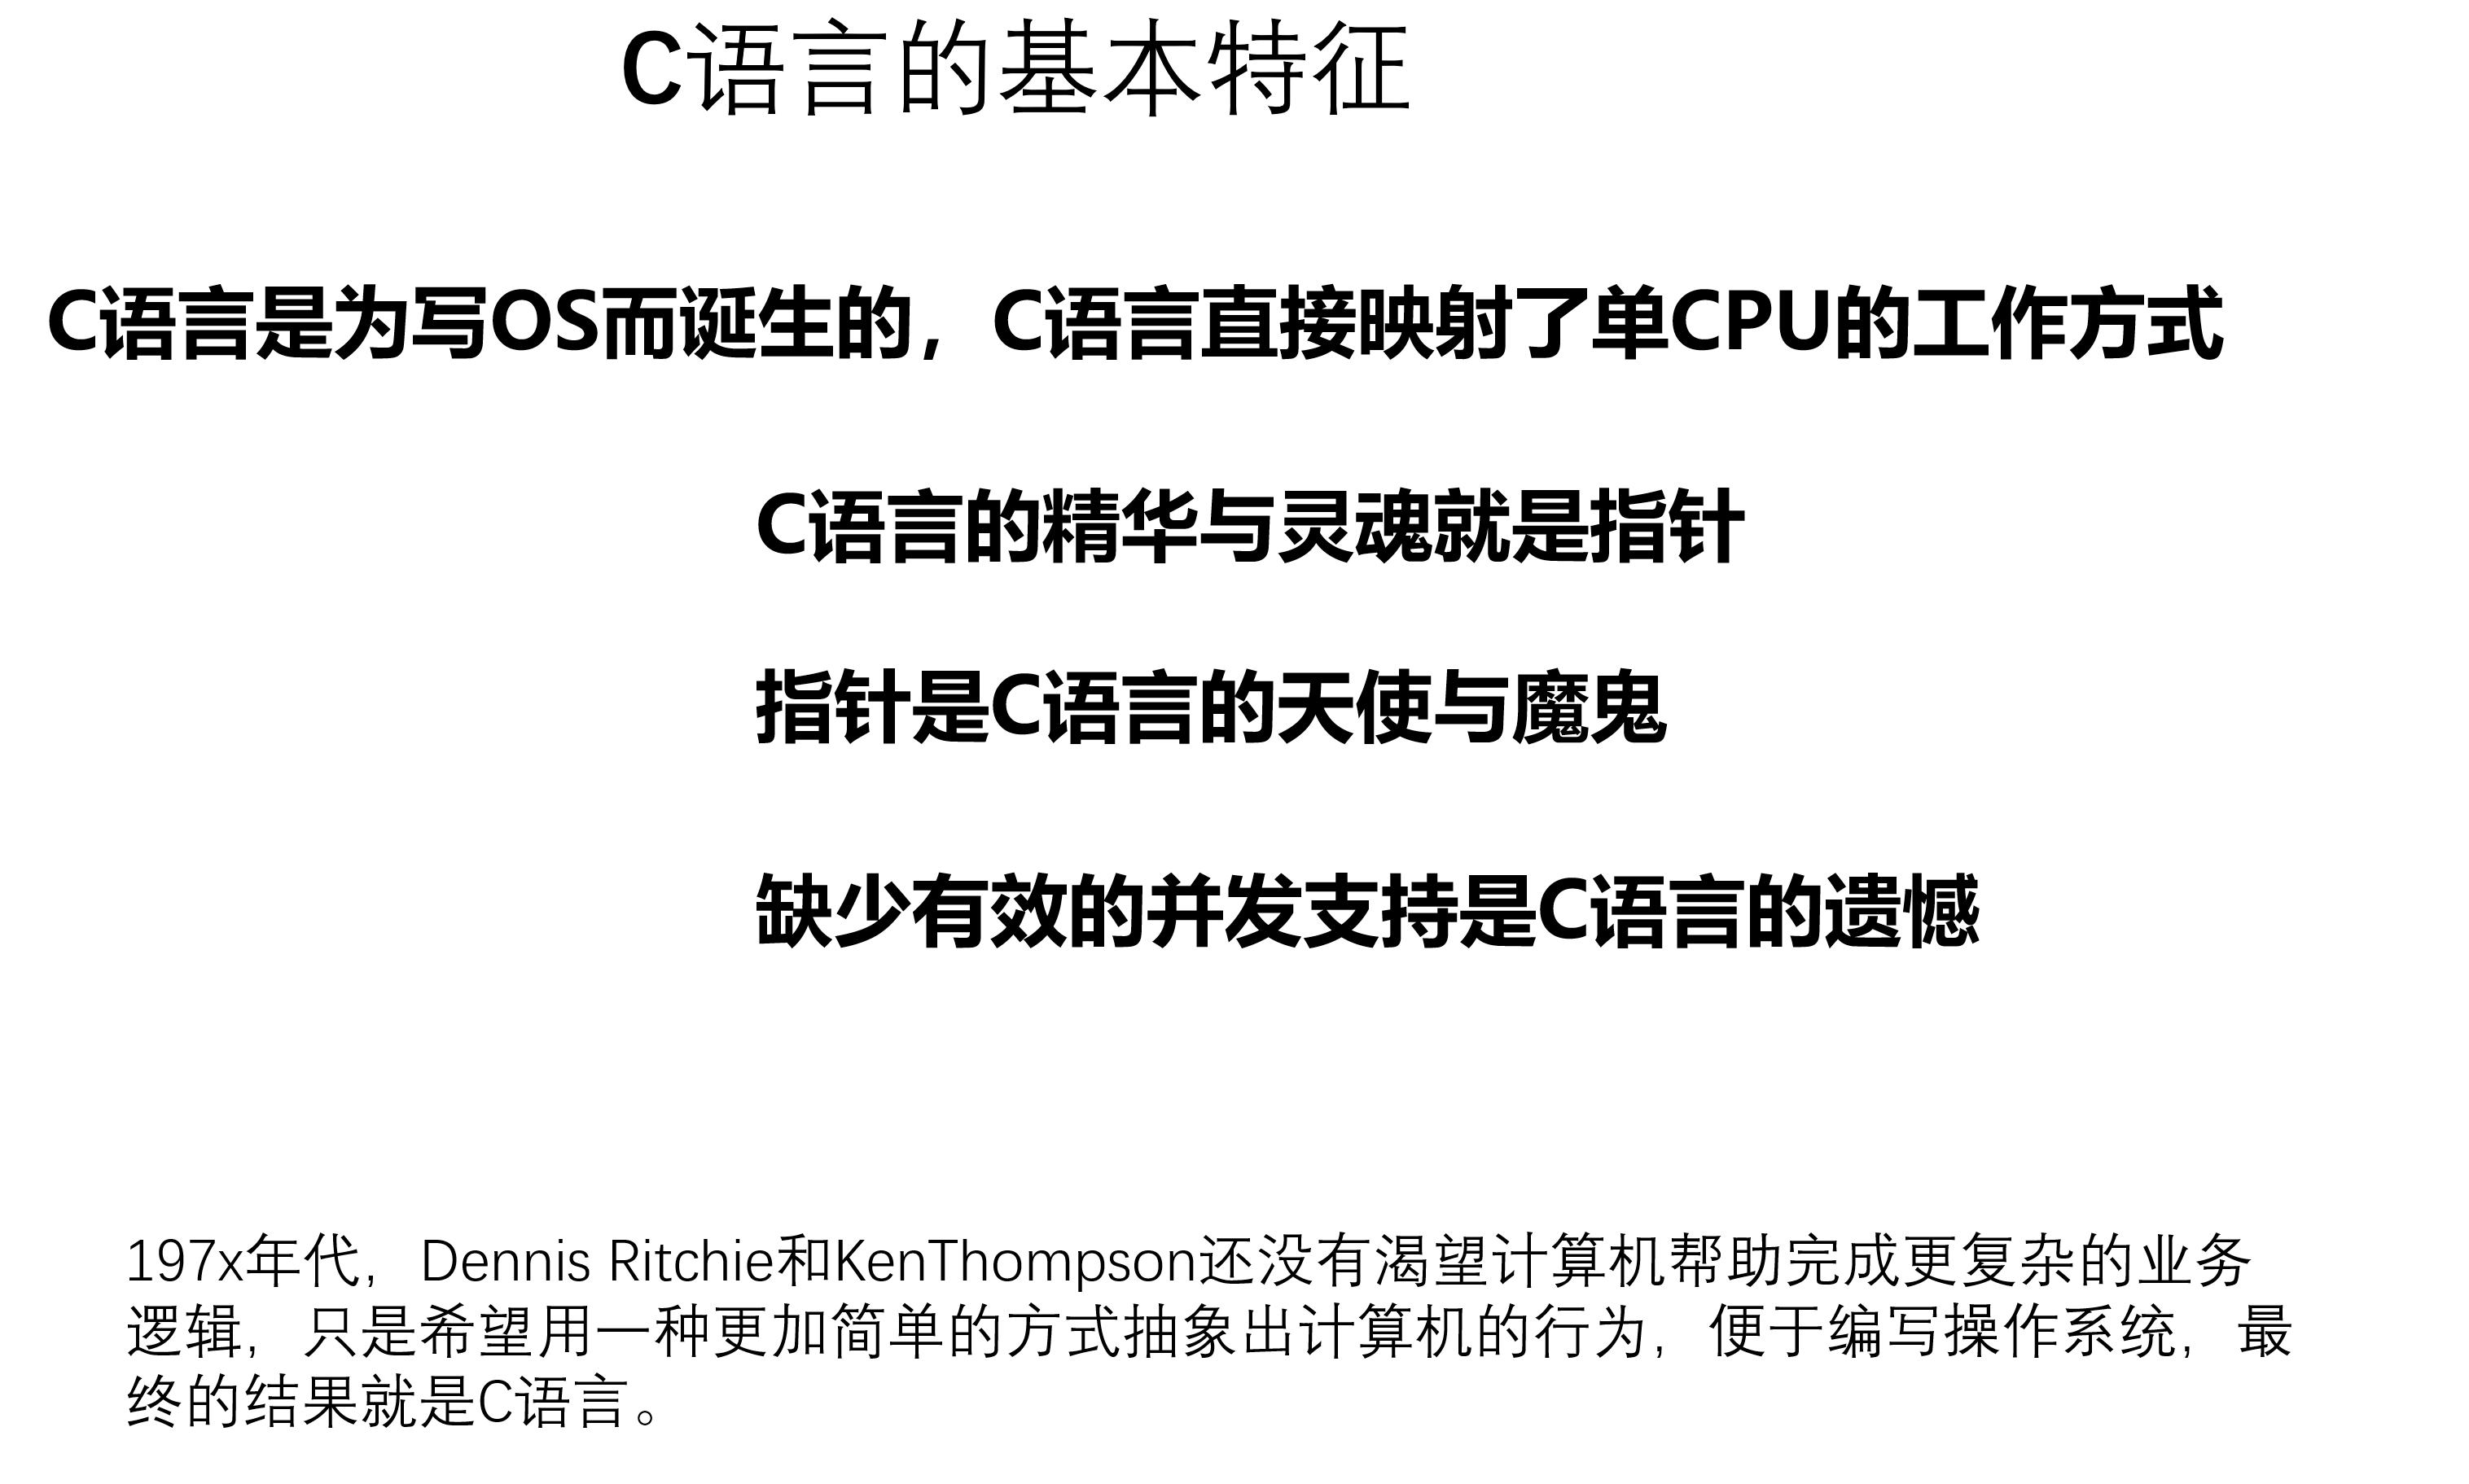 C语言的基本特征
C语言是为写OS而诞生的，C语言直接映射了单CPU的工作方式
C语言的精华与灵魂就是指针
指针是C语言的天使与魔鬼
缺少有效的并发支持是C语言的遗憾
197x年代，Dennis Ritchie和KenThompson还没有渴望计算机帮助完成更复杂的业务
逻辑，只是希望用一种更加简单的方式抽象出计算机的行为，便于编写操作系统，最
终的结果就是C语言。